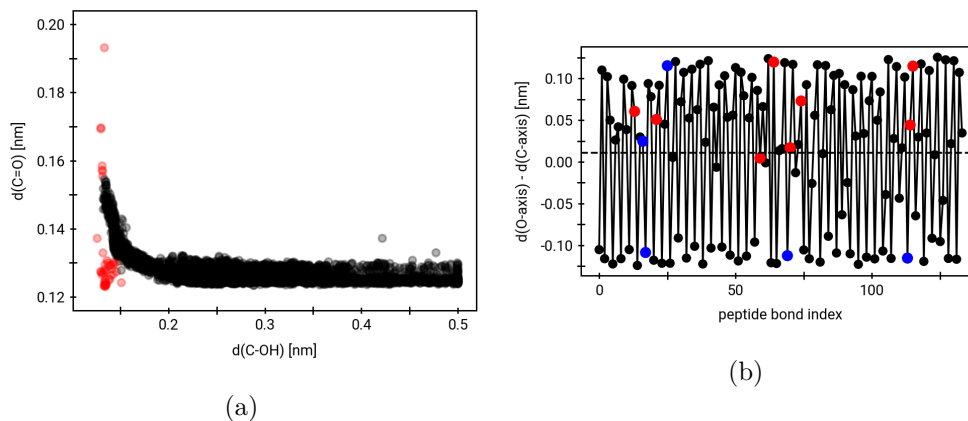 0.20
0.18
0.16
0.14
0.12
d(C=O) [nm]
0.2
0.3
0.4
0.5
d(C-OH) [nm]
(a)
0.10
0.05
0.00
-0.05
-0.10
d(O-axis) - d(C-axis) [nm]
0
50
100
peptide bond index
(b)